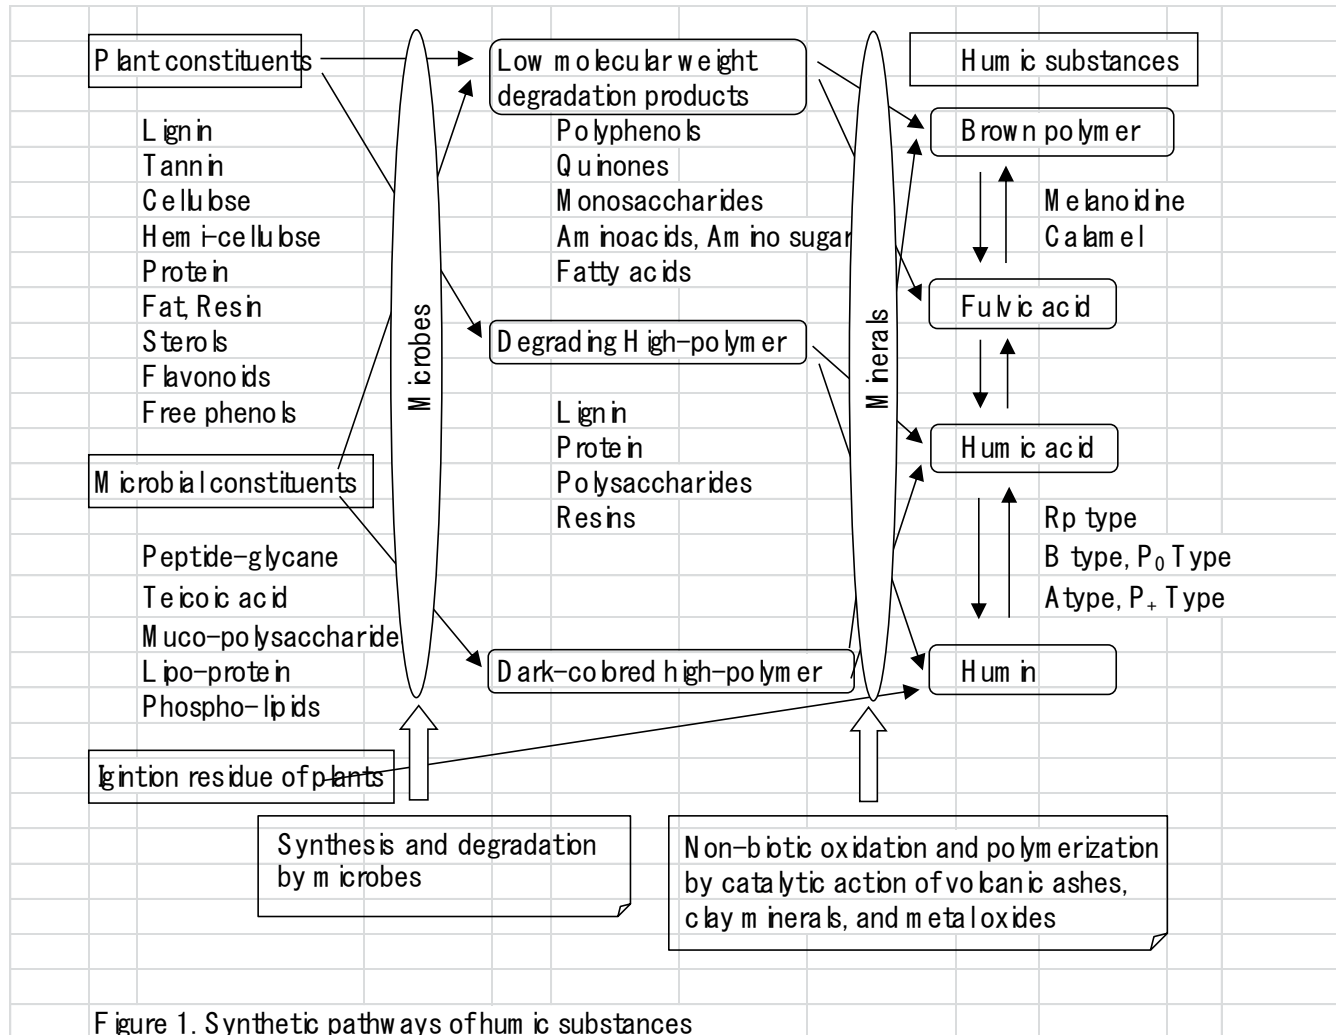 Plant constituents
Lignin
Tannin
Cellulose
Hemi-cellulose
Protein
Fat, Resin
Sterols
Flavonoids
Free phenols
Microbial constituents
Peptide-glycane
Teicoic acid
Muco-polysaccharide
Lipo-protein
Phospho-lipids
Igintion residue of plants
Microbes
Low molecular weight
degradation products
Polyphenols
Quinones
Monosaccharides
Aminoacids, Amino sugar
Fatty acids
Degrading High-polymer
Lignin
Protein
Polysaccharides
Resins
Dark-colored high-polymer
Minerals
Humic substances
Brown polymer
Melanoidine
Calamel
Fulvic acid
Humic acid
Rp type
B type, P₀ Type
Atype, P₊ Type
Humin
Synthesis and degradation
by microbes
Non-biotic oxidation and polymerization
by catalytic action of volcanic ashes,
clay minerals, and metal oxides
Figure 1. Synthetic pathways of humic substances